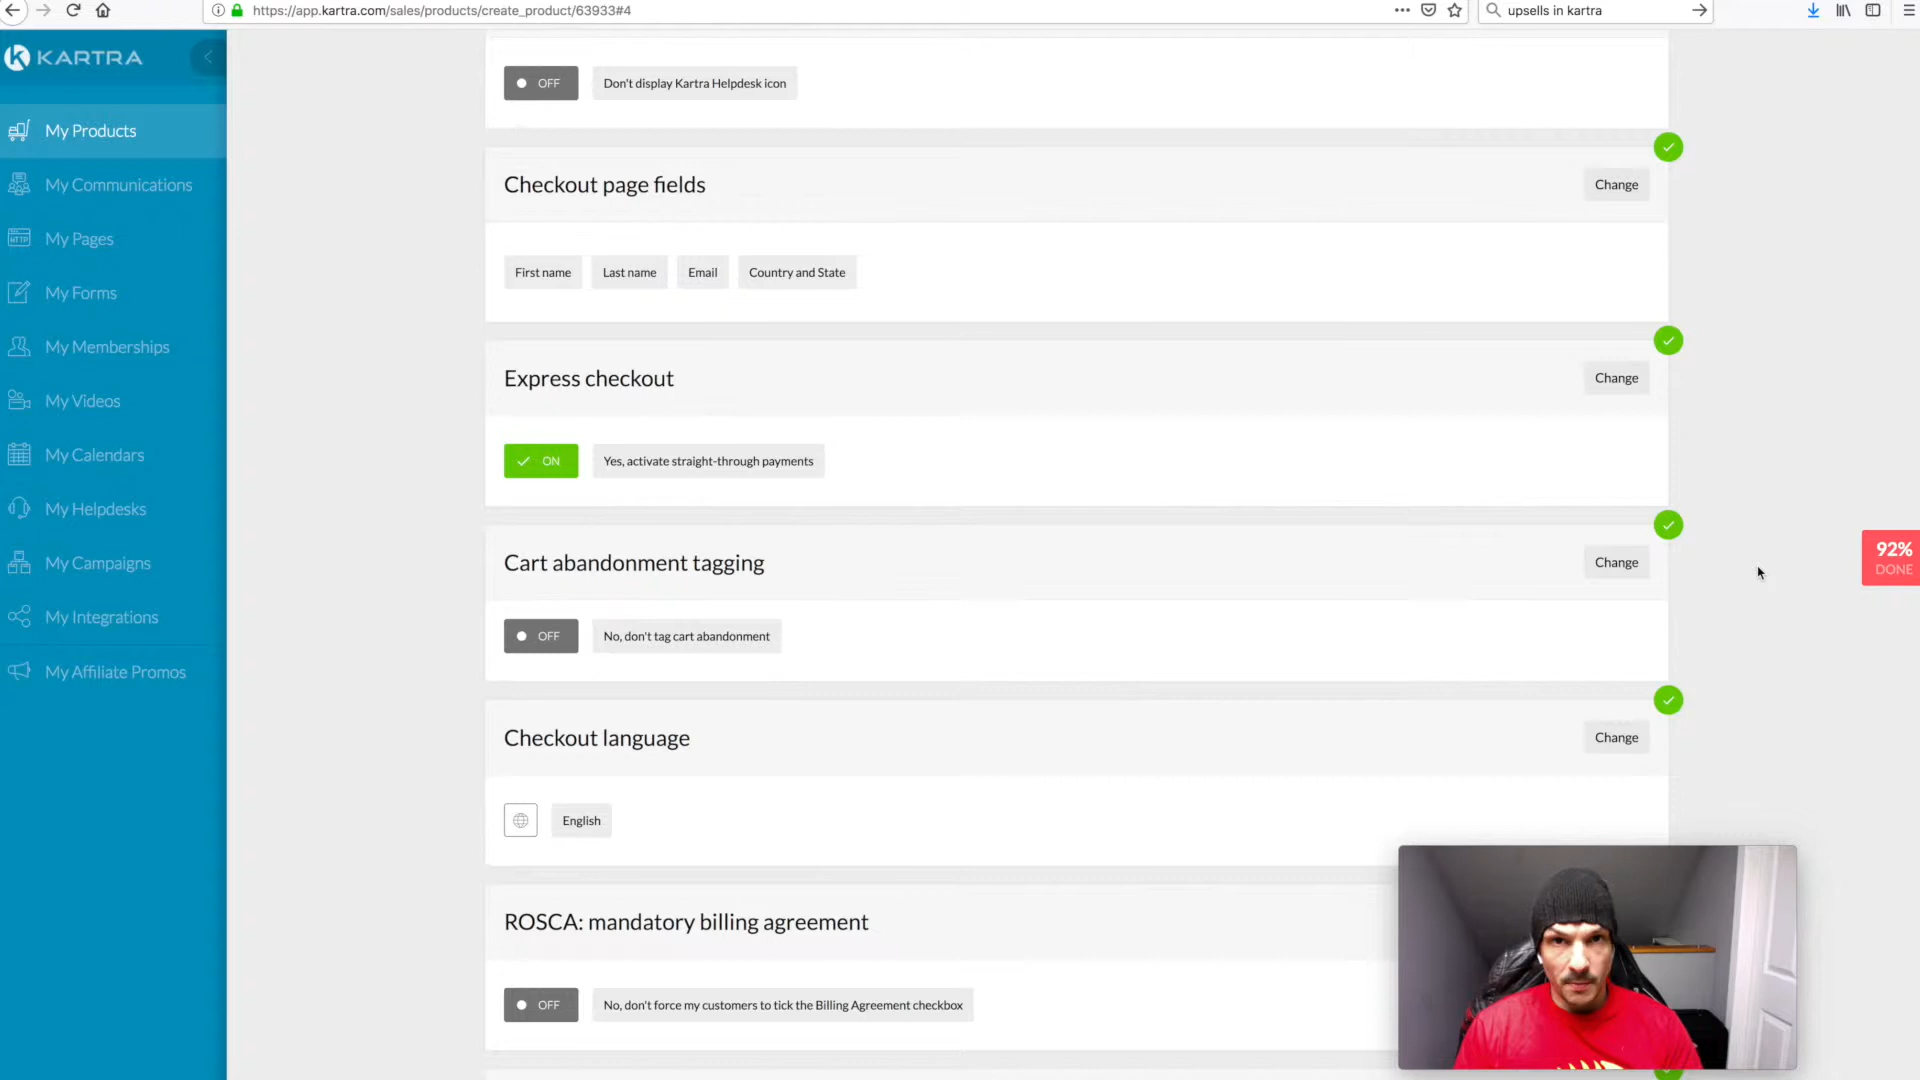 https://app.kartra.com/sales/products/create_product/63933#4
upsells in kartra
KARTRA
My Products
My Communications
My Pages
My Forms
My Memberships
My Videos
My Calendars
My Helpdesks
My Campaigns
My Integrations
My Affiliate Promos
OFF Don't display Kartra Helpdesk icon
Checkout page fields Change
First name Last name Email Country and State
Express checkout Change
ON Yes, activate straight-through payments
Cart abandonment tagging Change
OFF No, don't tag cart abandonment
Checkout language Change
English
ROSCA: mandatory billing agreement
OFF No, don't force my customers to tick the Billing Agreement checkbox
92%
DONE